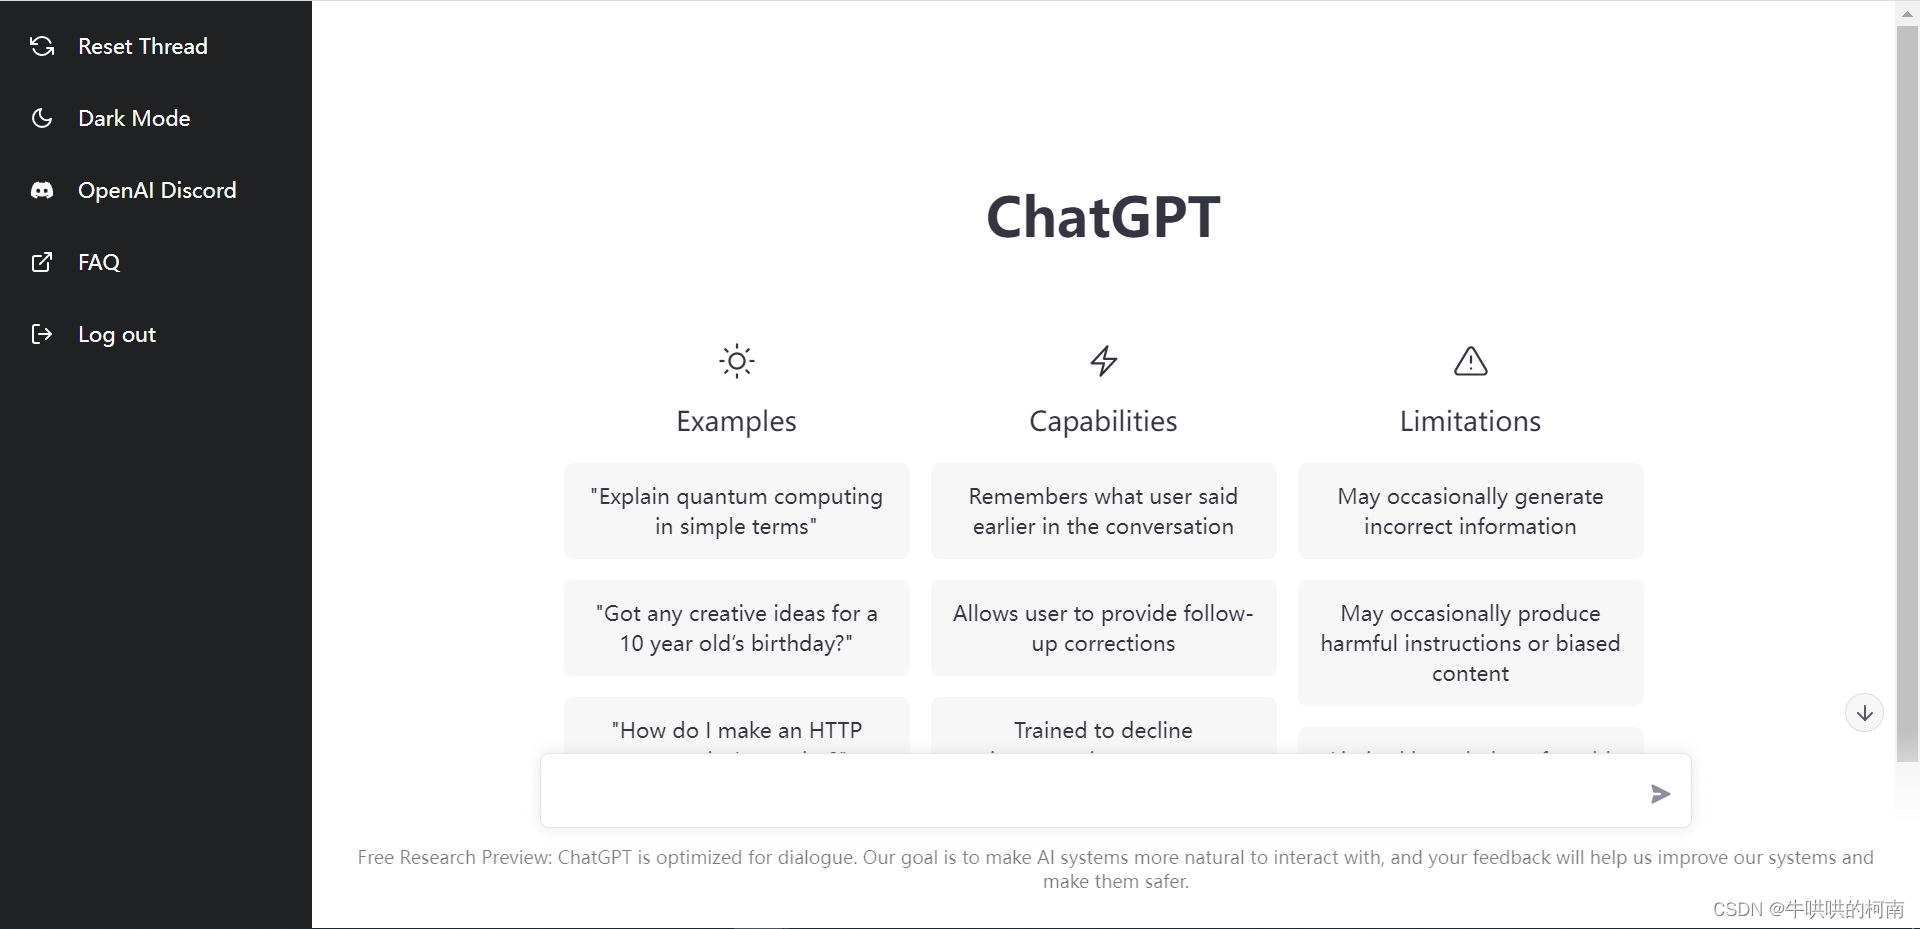 Reset Thread
Dark Mode
OpenAI Discord
FAQ
Log out
ChatGPT
Examples
"Explain quantum computing
in simple terms"
"Got any creative ideas for a
10 year old’s birthday?"
"How do I make an HTTP
Capabilities
Remembers what user said
earlier in the conversation
Allows user to provide follow-
up corrections
Trained to decline
Limitations
May occasionally generate
incorrect information
May occasionally produce
harmful instructions or biased
content
Free Research Preview: ChatGPT is optimized for dialogue. Our goal is to make AI systems more natural to interact with, and your feedback will help us improve our systems and
make them safer.
CSDN @牛哄哄的柯南